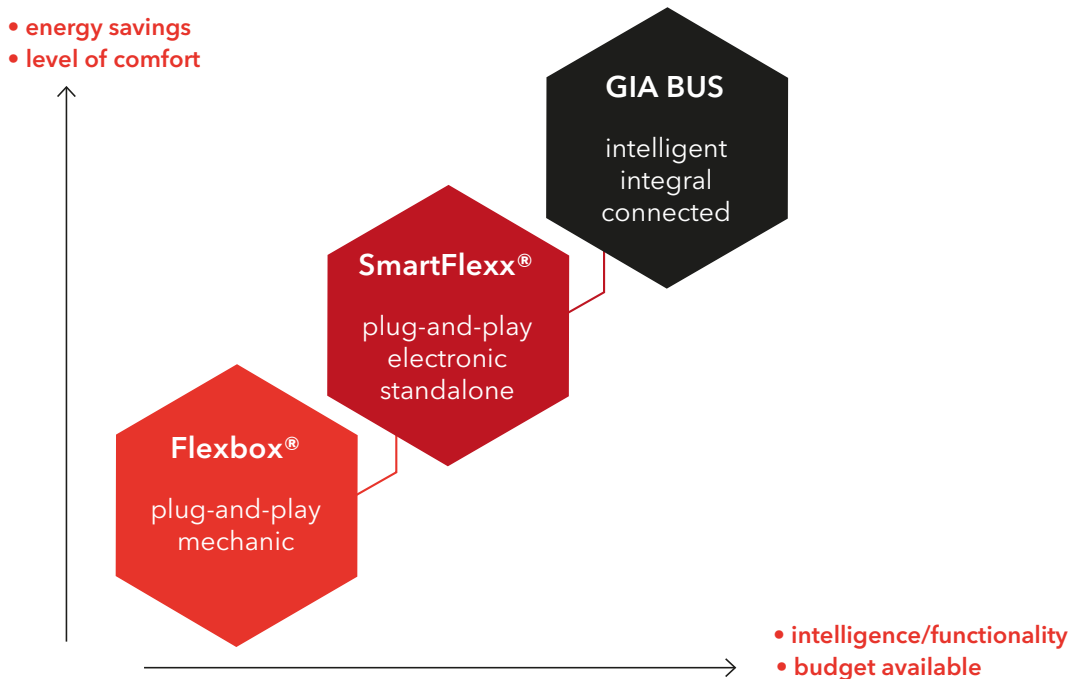 • energy savings
• level of comfort
GIA BUS
intelligent
integral
connected
SmartFlexx®
plug-and-play
electronic
standalone
Flexbox®
plug-and-play
mechanic
• intelligence/functionality
• budget available